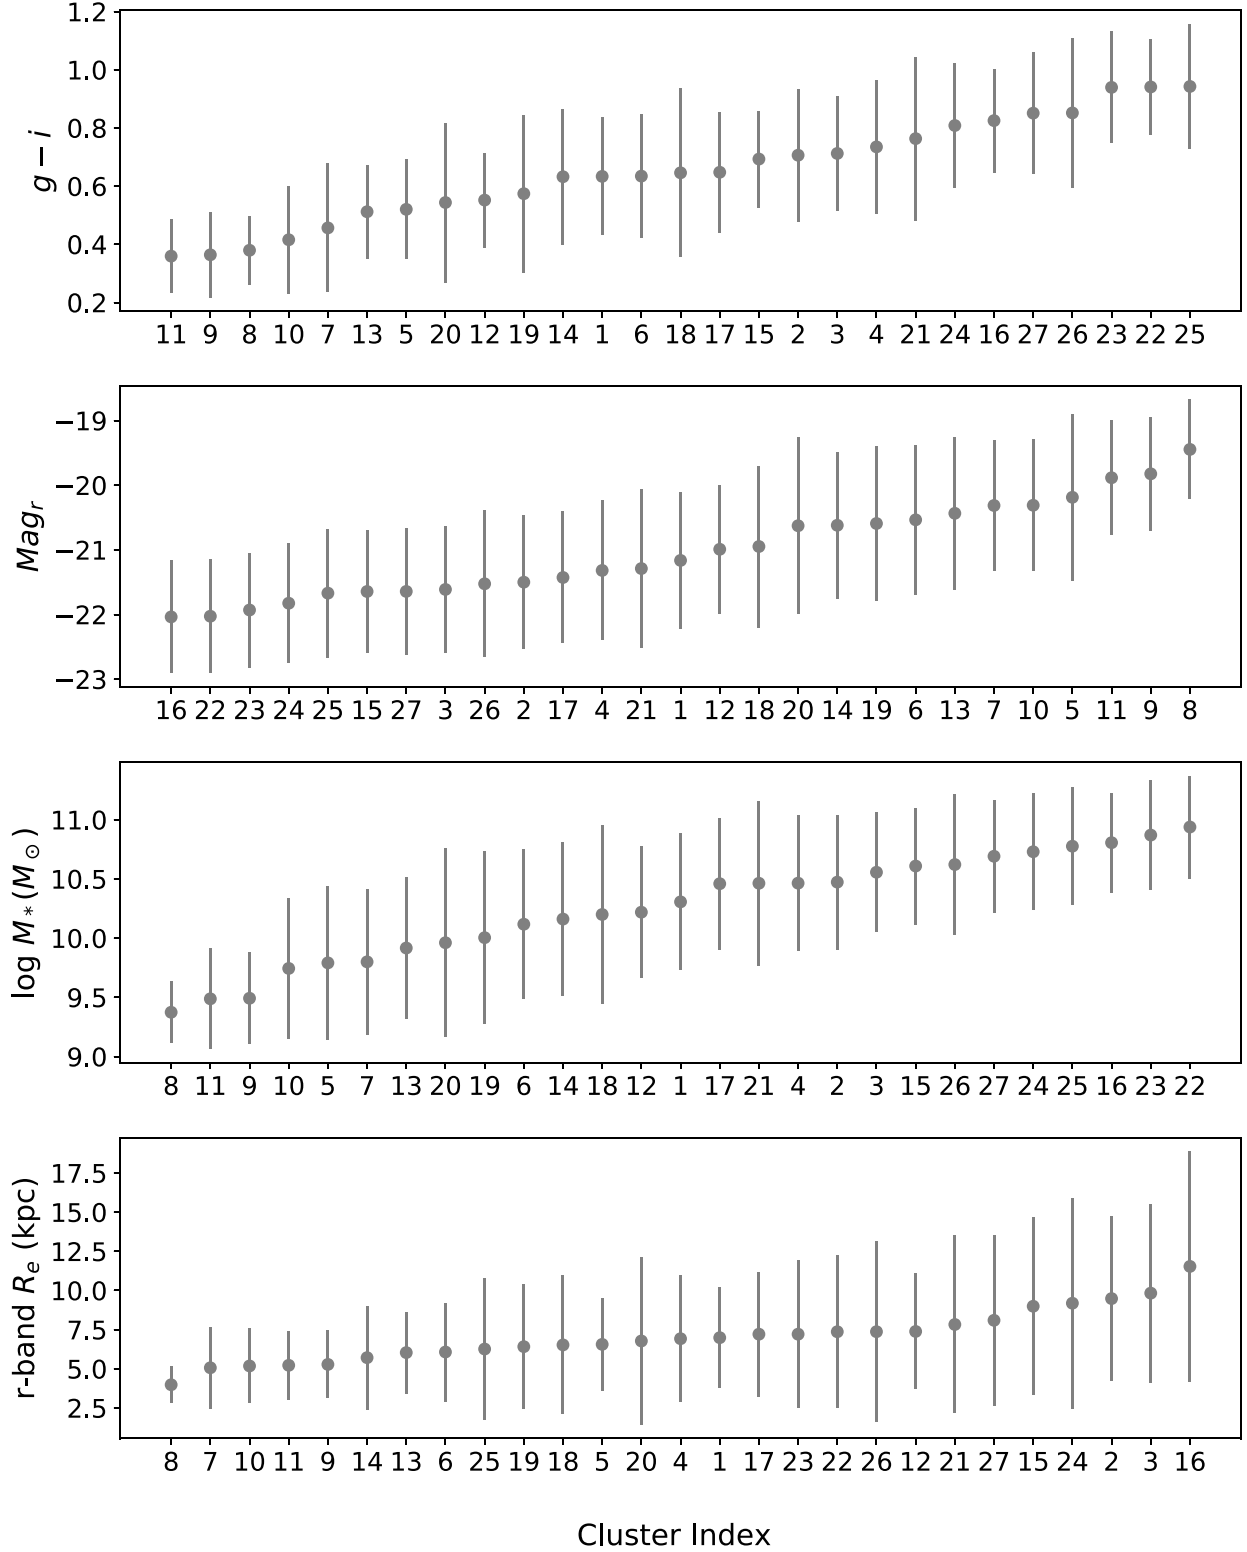 1.2
1.0
0.8
0.6
0.4
0.2
g − i
11 9 8 10 7 13 5 20 12 19 14 1 6 18 17 15 2 3 4 21 24 16 27 26 23 22 25
−19
−20
−21
−22
−23
Mag_r
16 22 23 24 25 15 27 3 26 2 17 4 21 1 12 18 20 14 19 6 13 7 10 5 11 9 8
11.0
10.5
10.0
9.5
9.0
log M_*(M_⊙)
8 11 9 10 5 7 13 20 19 6 14 18 12 1 17 21 4 2 3 15 26 27 24 25 16 23 22
17.5
15.0
12.5
10.0
7.5
5.0
2.5
r-band R_e (kpc)
8 7 10 11 9 14 13 6 25 19 18 5 20 4 1 17 23 22 26 12 21 27 15 24 2 3 16
Cluster Index